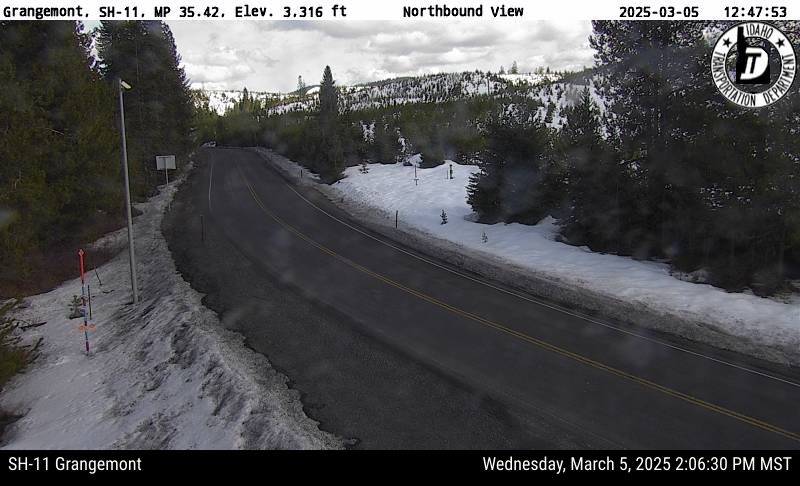 Grangemont, SH-11, MP 35.42, Elev. 3,316 ft Northbound View 2025-03-05 12:47:53
IDAHO
TRANSPORTATION DEPARTMENT
SH-11 Grangemont Wednesday, March 5, 2025 2:06:30 PM MST